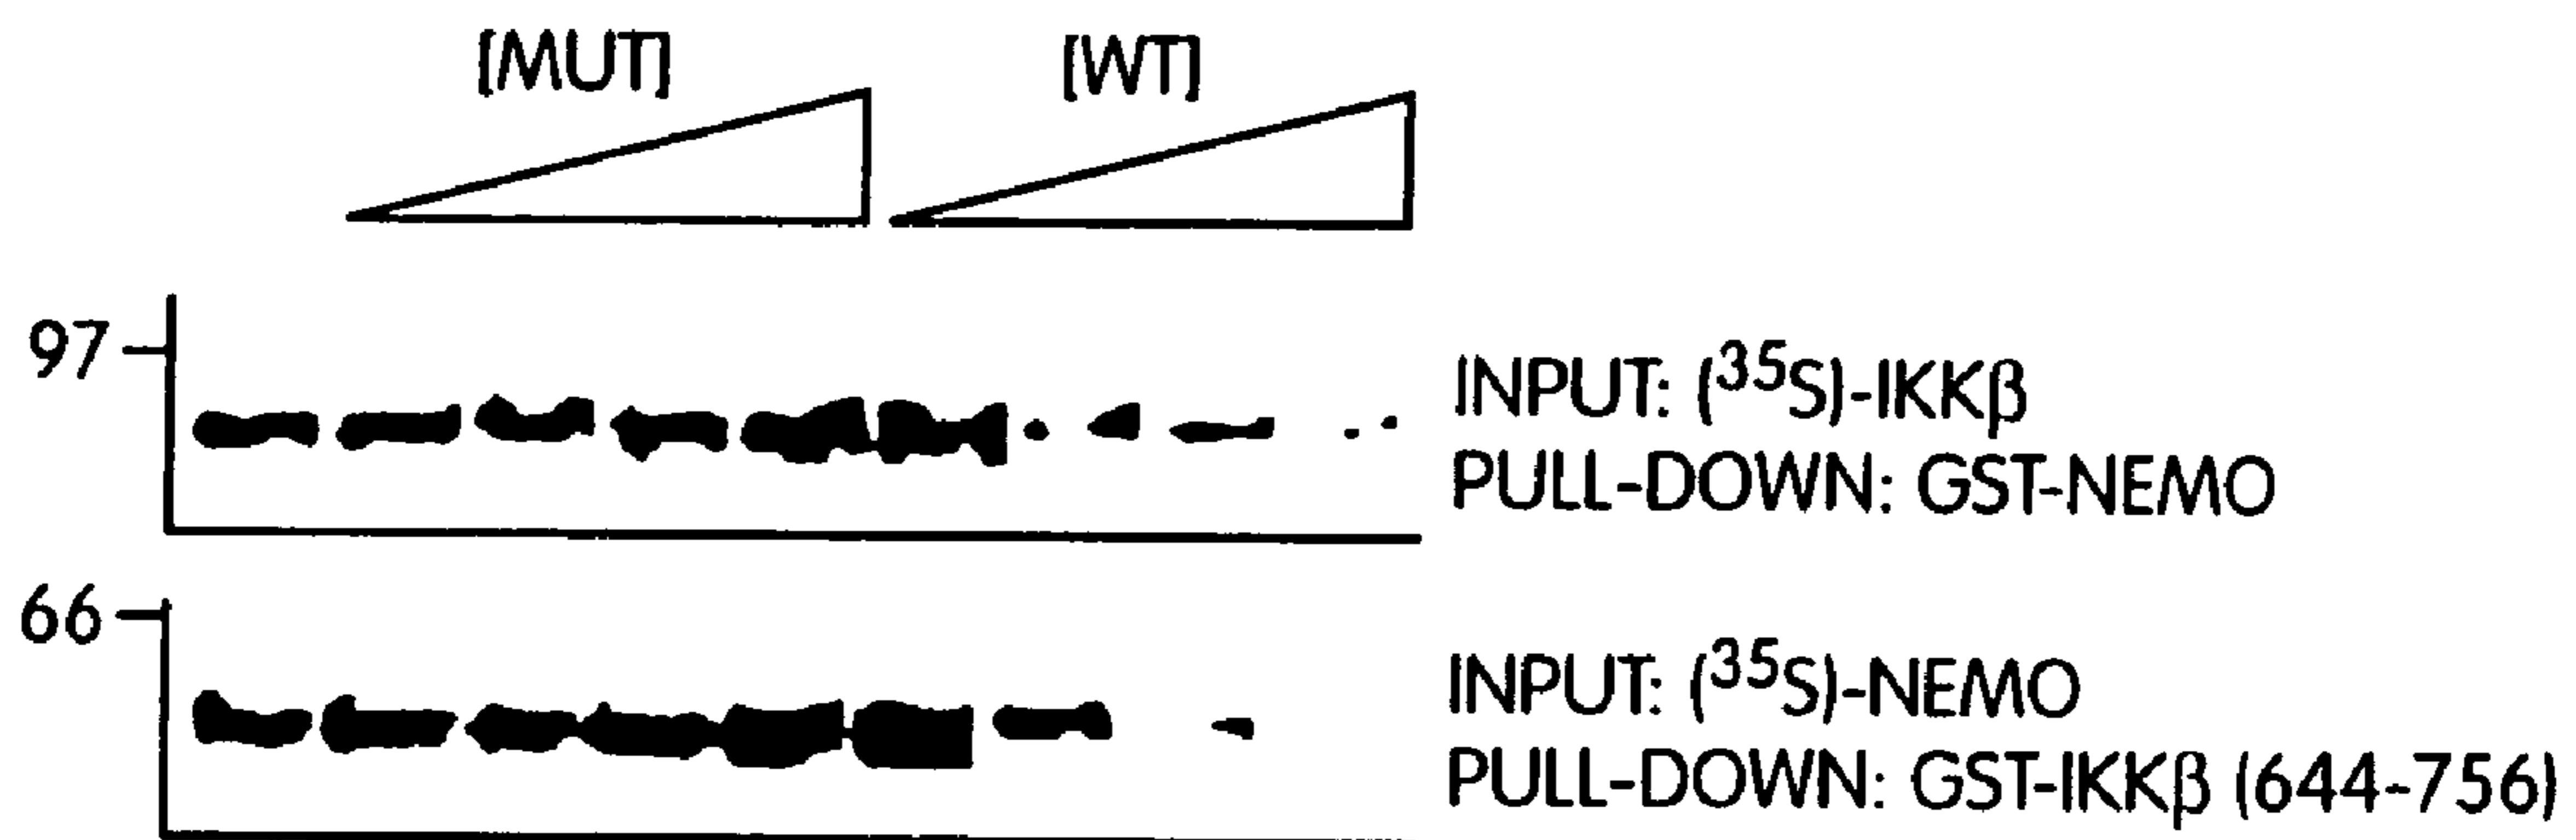 [MUT] [WT]
97
INPUT: (³⁵S)-IKKβ
PULL-DOWN: GST-NEMO
66
INPUT: (³⁵S)-NEMO
PULL-DOWN: GST-IKKβ (644-756)